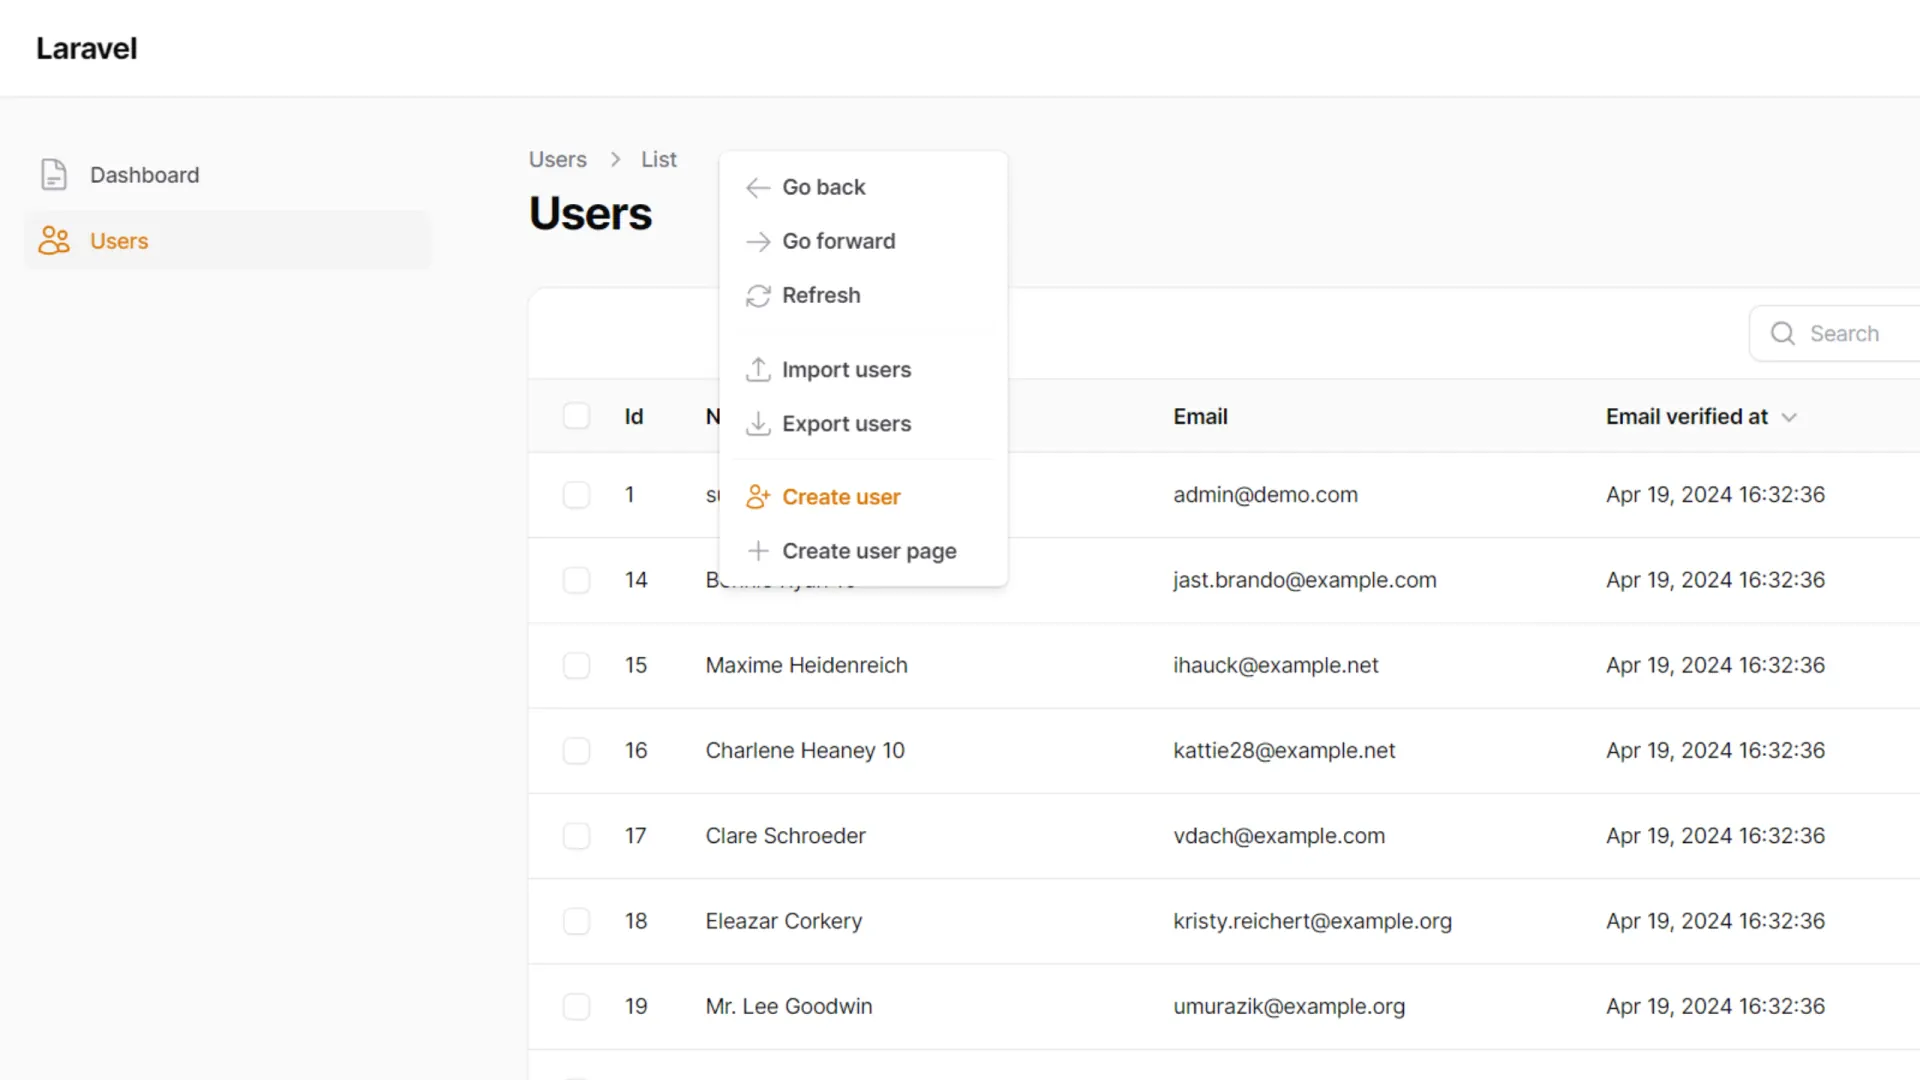 Laravel
Dashboard
Users
Users > List
Users
Go back
Go forward
Refresh
Import users
Export users
Create user
Create user page
Search
Id Email Email verified at
1 admin@demo.com Apr 19, 2024 16:32:36
14 jast.brando@example.com Apr 19, 2024 16:32:36
15 Maxime Heidenreich ihauck@example.net Apr 19, 2024 16:32:36
16 Charlene Heaney 10 kattie28@example.net Apr 19, 2024 16:32:36
17 Clare Schroeder vdach@example.com Apr 19, 2024 16:32:36
18 Eleazar Corkery kristy.reichert@example.org Apr 19, 2024 16:32:36
19 Mr. Lee Goodwin umurazik@example.org Apr 19, 2024 16:32:36